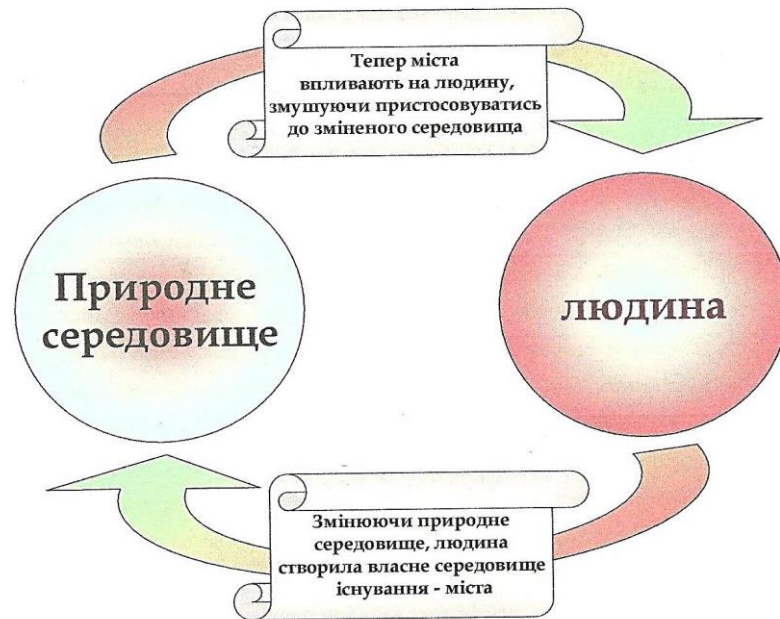 Тепер міста
впливають на людину,
змушуючи пристосовуватись
до зміненого середовища
Природне
середовище
людина
Змінюючи природне
середовище, людина
створила власне середовище
існування - міста